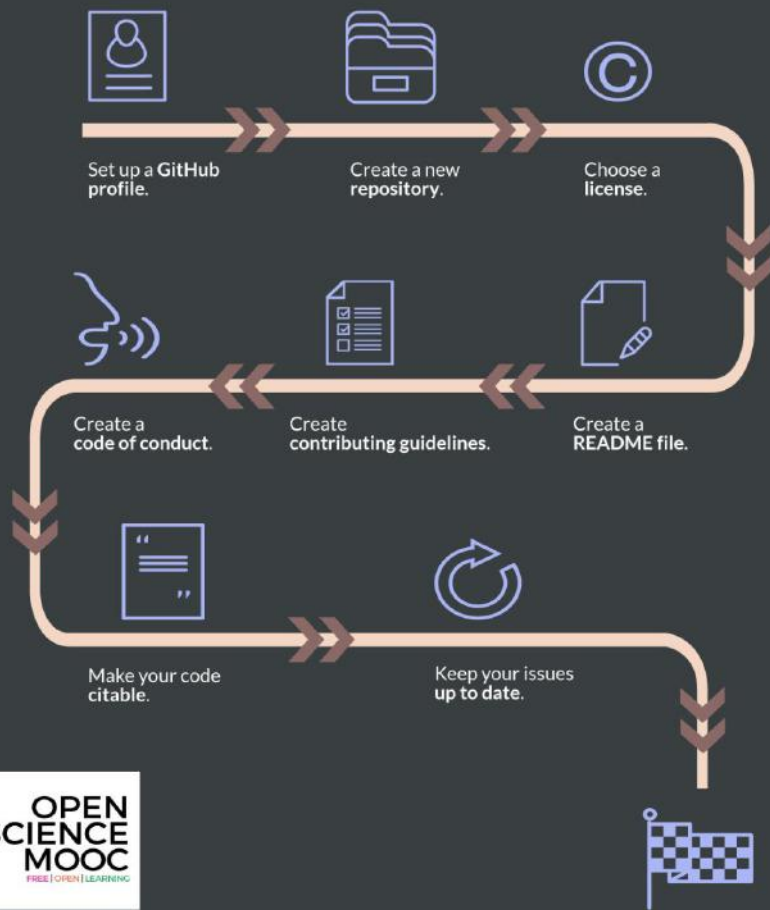 ©
Set up a GitHub
profile.
Create a new
repository.
Choose a
license.
Create a
README file.
Create
contributing guidelines.
Create a
code of conduct.
Make your code
citable.
Keep your issues
up to date.
OPEN
SCIENCE
MOOC
FREE | OPEN | LEARNING